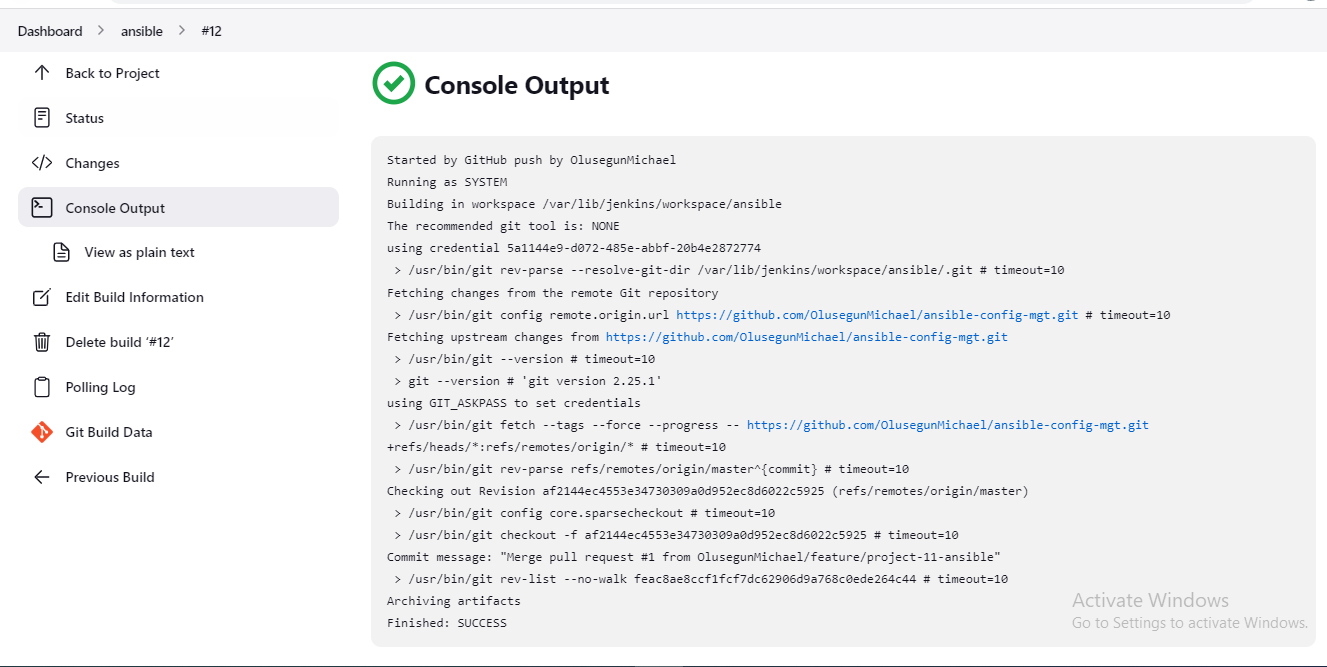 Dashboard > ansible > #12
Back to Project
Status
Changes
Console Output
View as plain text
Edit Build Information
Delete build ‘#12’
Polling Log
Git Build Data
Previous Build
Console Output
Started by GitHub push by OlusegunMichael
Running as SYSTEM
Building in workspace /var/lib/jenkins/workspace/ansible
The recommended git tool is: NONE
using credential 5a1144e9-d072-485e-abbf-20b4e2872774
> /usr/bin/git rev-parse --resolve-git-dir /var/lib/jenkins/workspace/ansible/.git # timeout=10
Fetching changes from the remote Git repository
> /usr/bin/git config remote.origin.url https://github.com/OlusegunMichael/ansible-config-mgt.git # timeout=10
Fetching upstream changes from https://github.com/OlusegunMichael/ansible-config-mgt.git
> /usr/bin/git --version # timeout=10
> git --version # 'git version 2.25.1'
using GIT_ASKPASS to set credentials
> /usr/bin/git fetch --tags --force --progress -- https://github.com/OlusegunMichael/ansible-config-mgt.git
+refs/heads/*:refs/remotes/origin/* # timeout=10
> /usr/bin/git rev-parse refs/remotes/origin/master^{commit} # timeout=10
Checking out Revision af2144ec4553e34730309a0d952ec8d6022c5925 (refs/remotes/origin/master)
> /usr/bin/git config core.sparsecheckout # timeout=10
> /usr/bin/git checkout -f af2144ec4553e34730309a0d952ec8d6022c5925 # timeout=10
Commit message: "Merge pull request #1 from OlusegunMichael/feature/project-11-ansible"
> /usr/bin/git rev-list --no-walk feac8ae8ccf1fcf7dc62906d9a768c0ede264c44 # timeout=10
Archiving artifacts
Finished: SUCCESS
Activate Windows
Go to Settings to activate Windows.